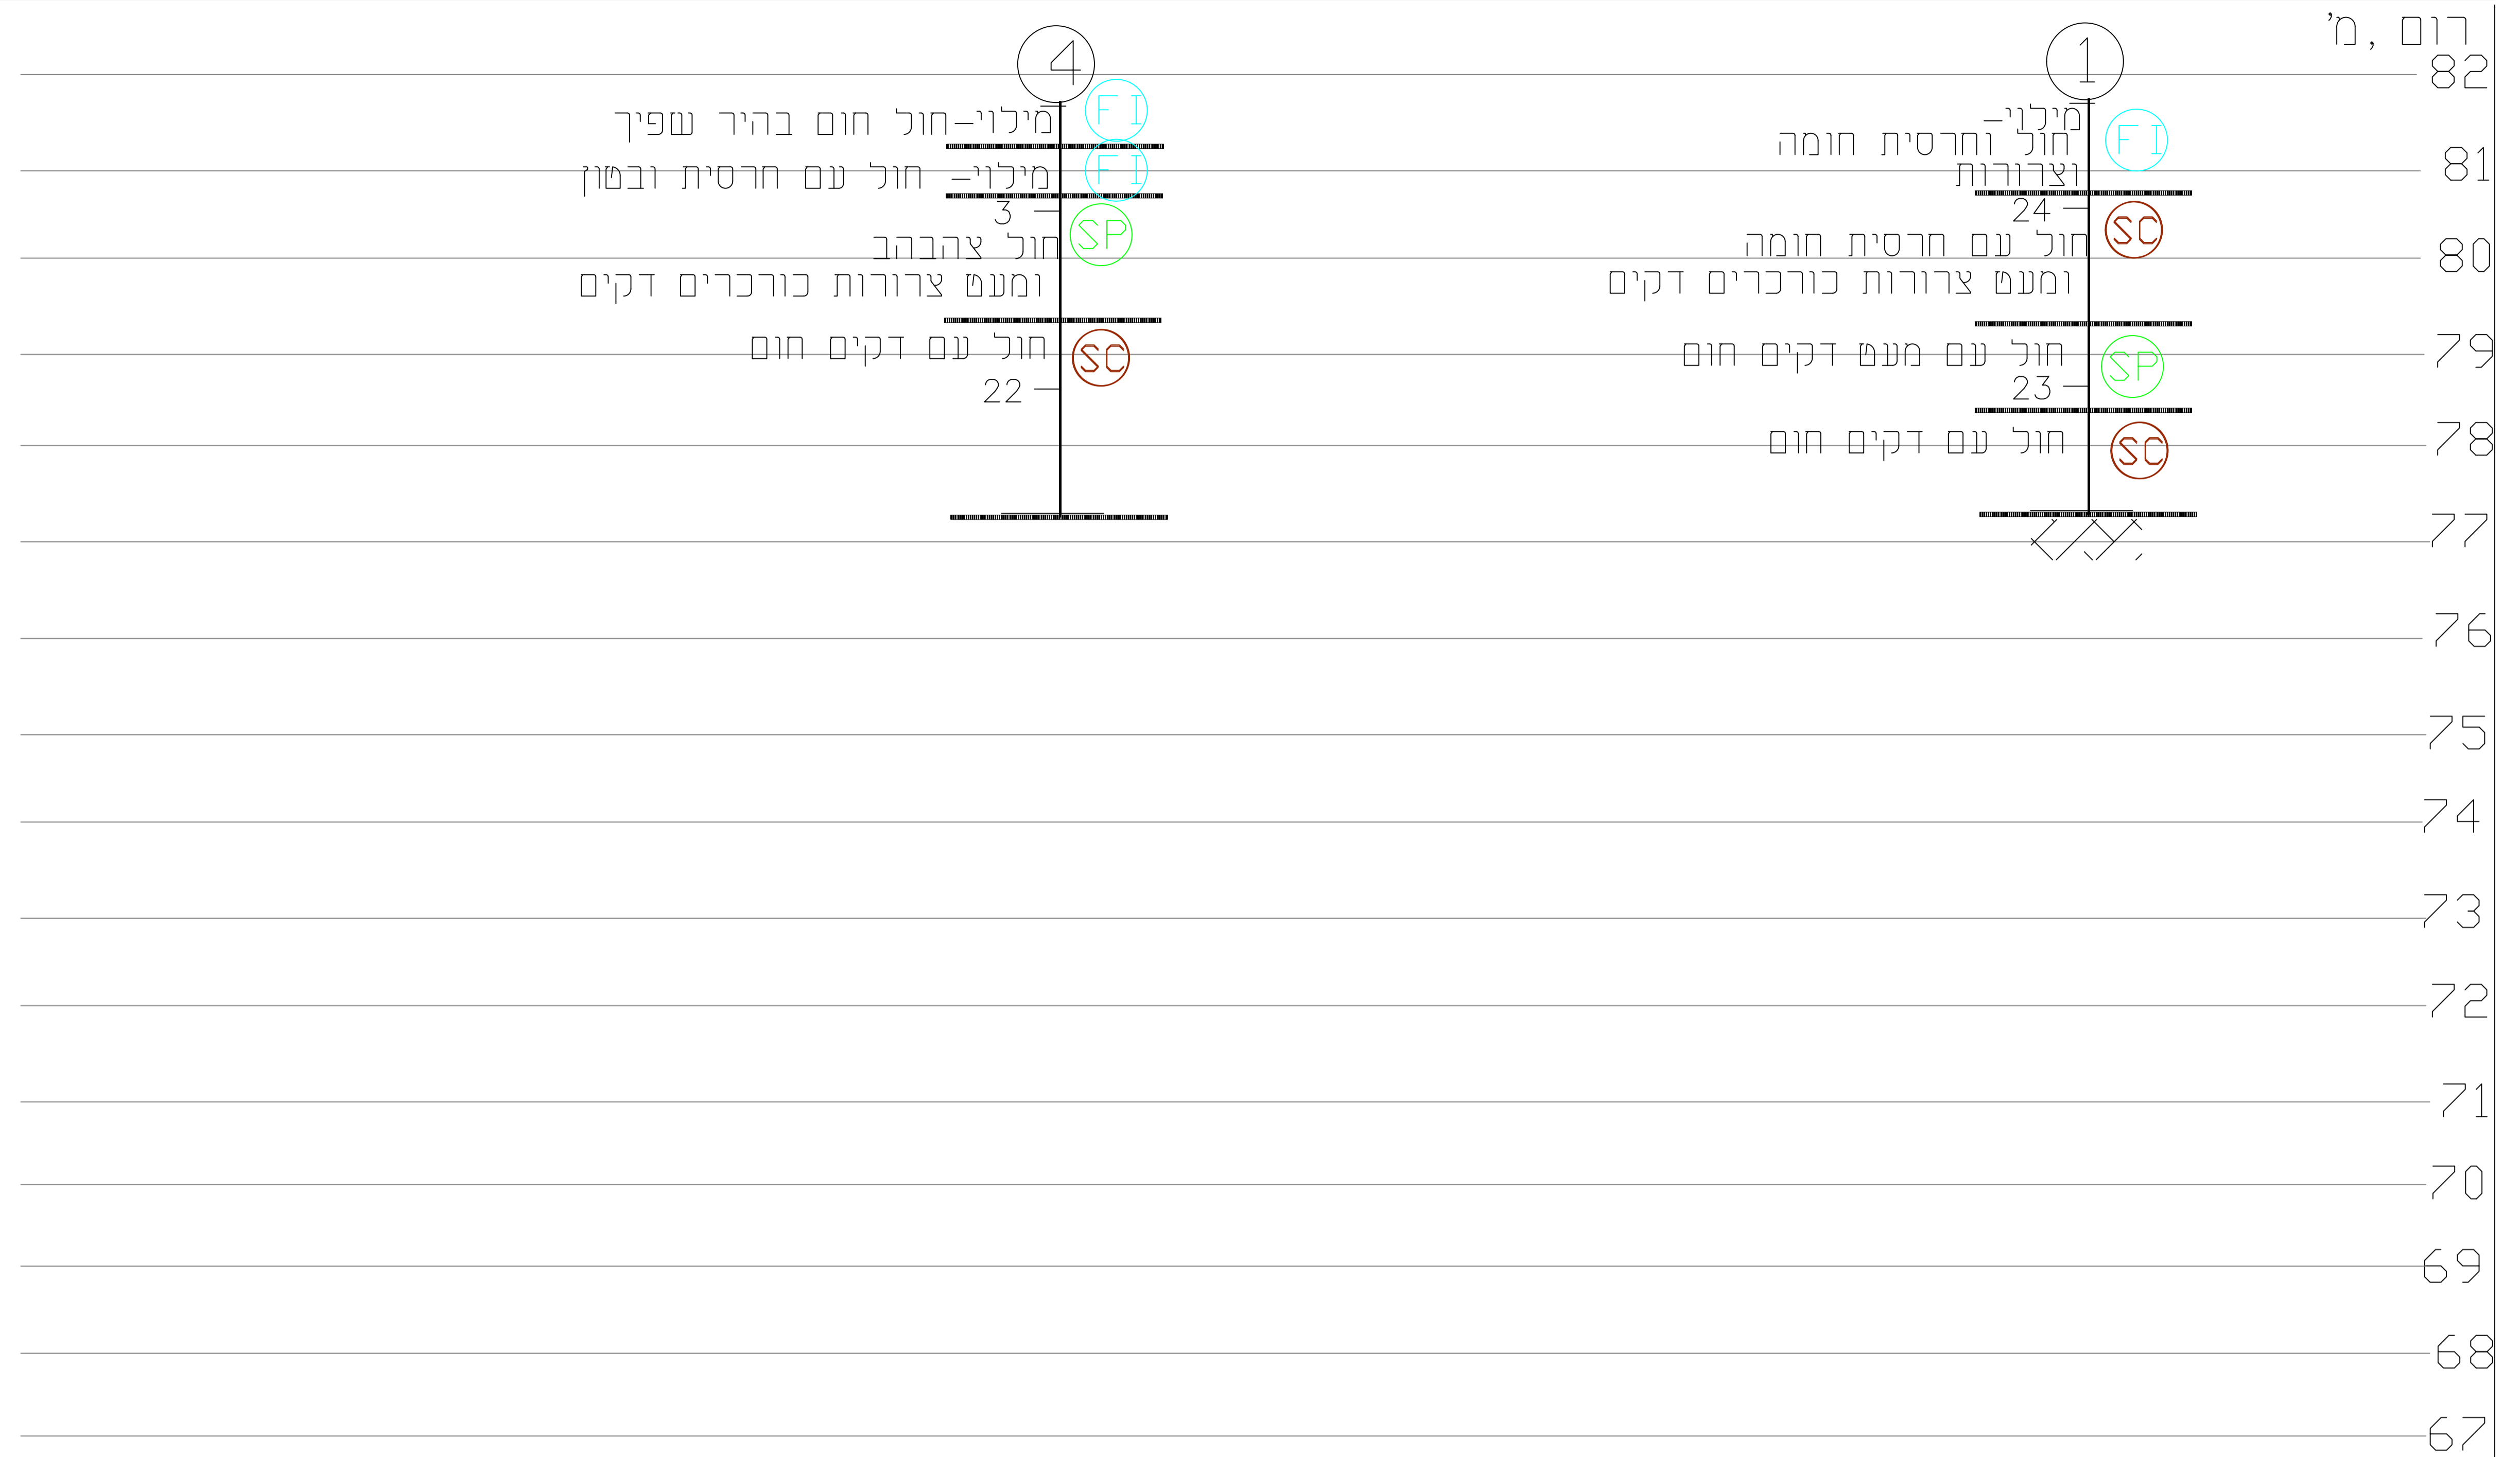 רום, מ'
82
81
80
79
78
77
76
75
74
73
72
71
70
69
68
67
1
מילוי-
חול וחרסית חומה
וצרורות
FI
24
SC
חול עם חרסית חומה
ומעט צרורות כורכרים דקים
חול עם מעט דקים חום
SP
23
חול עם דקים חום
SC
4
מילוי-חול חום בהיר שפיך
FI
מילוי- חול עם חרסית ובטון
FI
3
SP
חול צהבהב
ומעט צרורות כורכרים דקים
חול עם דקים חום
SC
22